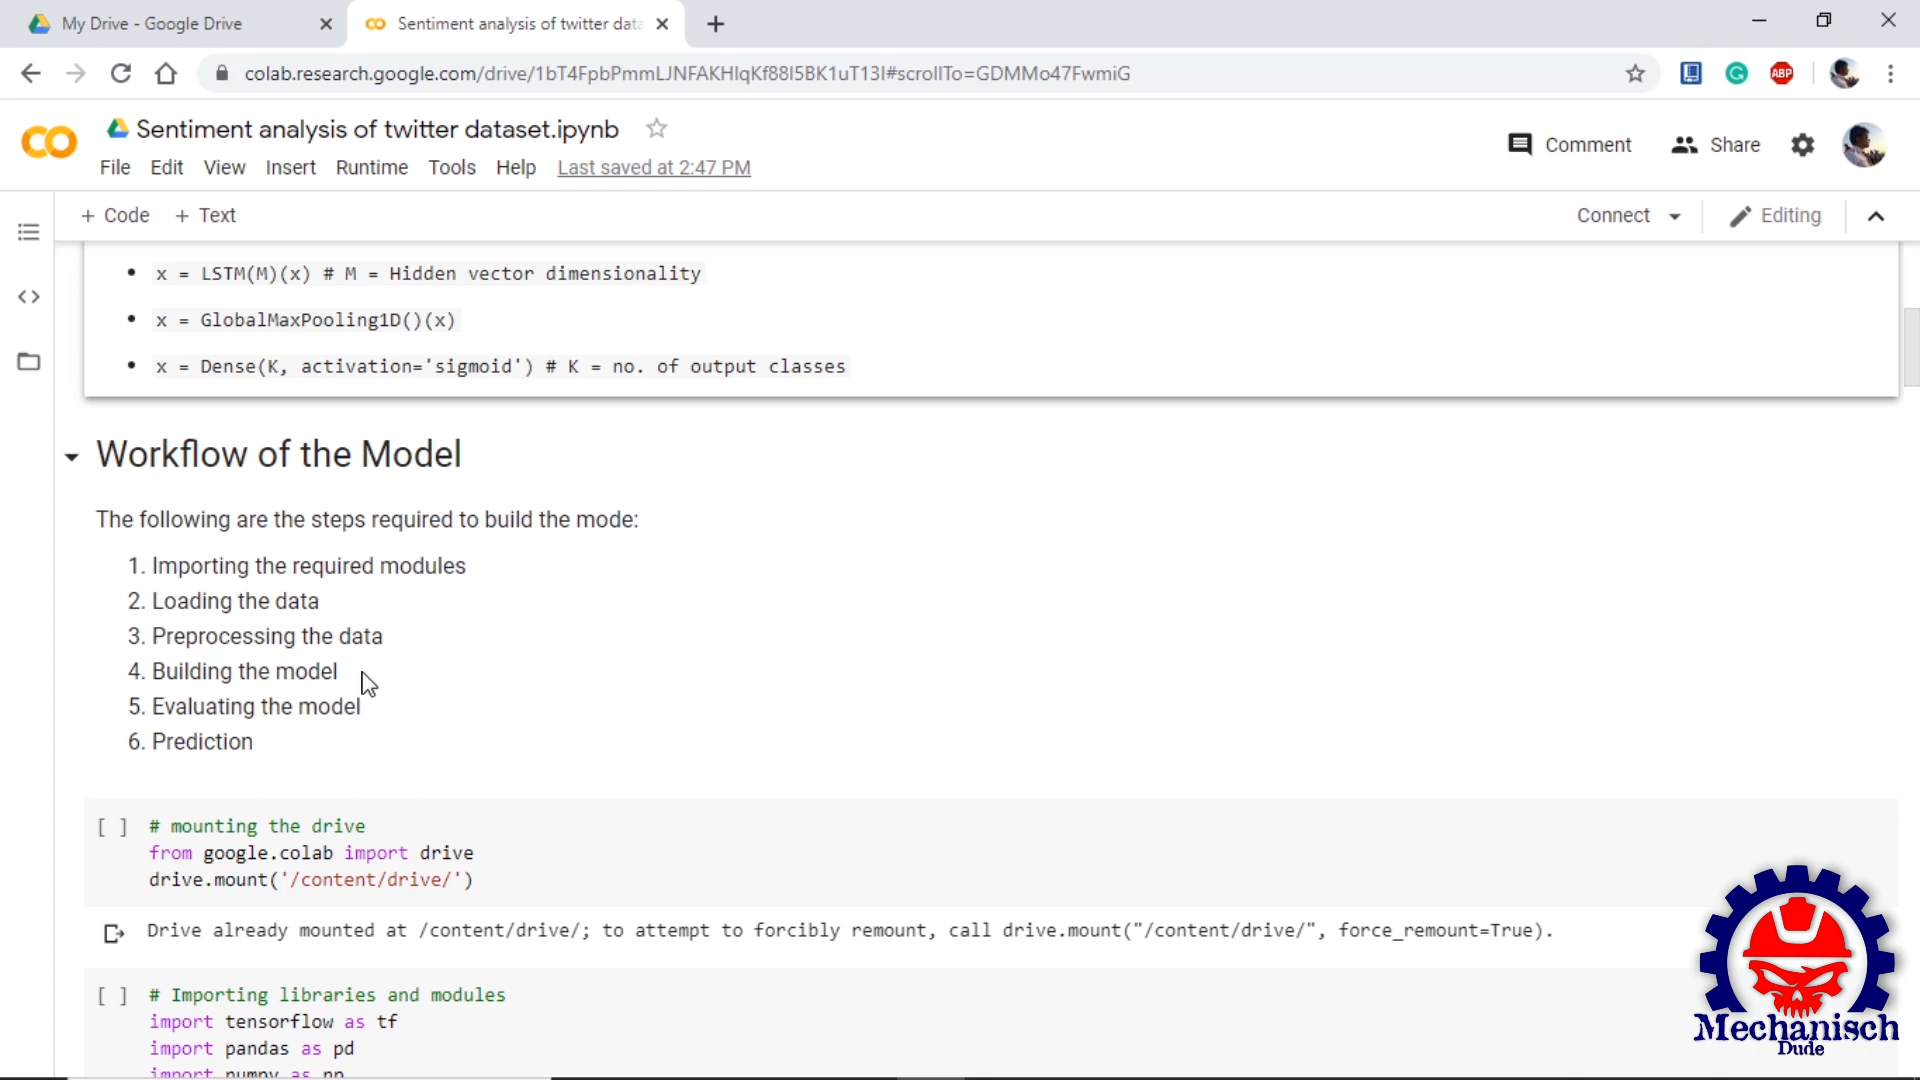 My Drive - Google Drive
Sentiment analysis of twitter data
colab.research.google.com/drive/1bT4FpbPmmLJNFAKHIqKf88I5BK1uT13I#scrollTo=GDMMo47FwmiG
ABP
Sentiment analysis of twitter dataset.ipynb
Comment
Share
File Edit View Insert Runtime Tools Help Last saved at 2:47 PM
+ Code + Text
Connect
Editing
• x = LSTM(M)(x) # M = Hidden vector dimensionality
• x = GlobalMaxPooling1D()(x)
• x = Dense(K, activation='sigmoid') # K = no. of output classes
Workflow of the Model
The following are the steps required to build the mode:
1. Importing the required modules
2. Loading the data
3. Preprocessing the data
4. Building the model
5. Evaluating the model
6. Prediction
[ ] # mounting the drive
from google.colab import drive
drive.mount('/content/drive/')
Drive already mounted at /content/drive/; to attempt to forcibly remount, call drive.mount("/content/drive/", force_remount=True).
[ ] # Importing libraries and modules
import tensorflow as tf
import pandas as pd
import numpy as np
Mechanisch
Dude